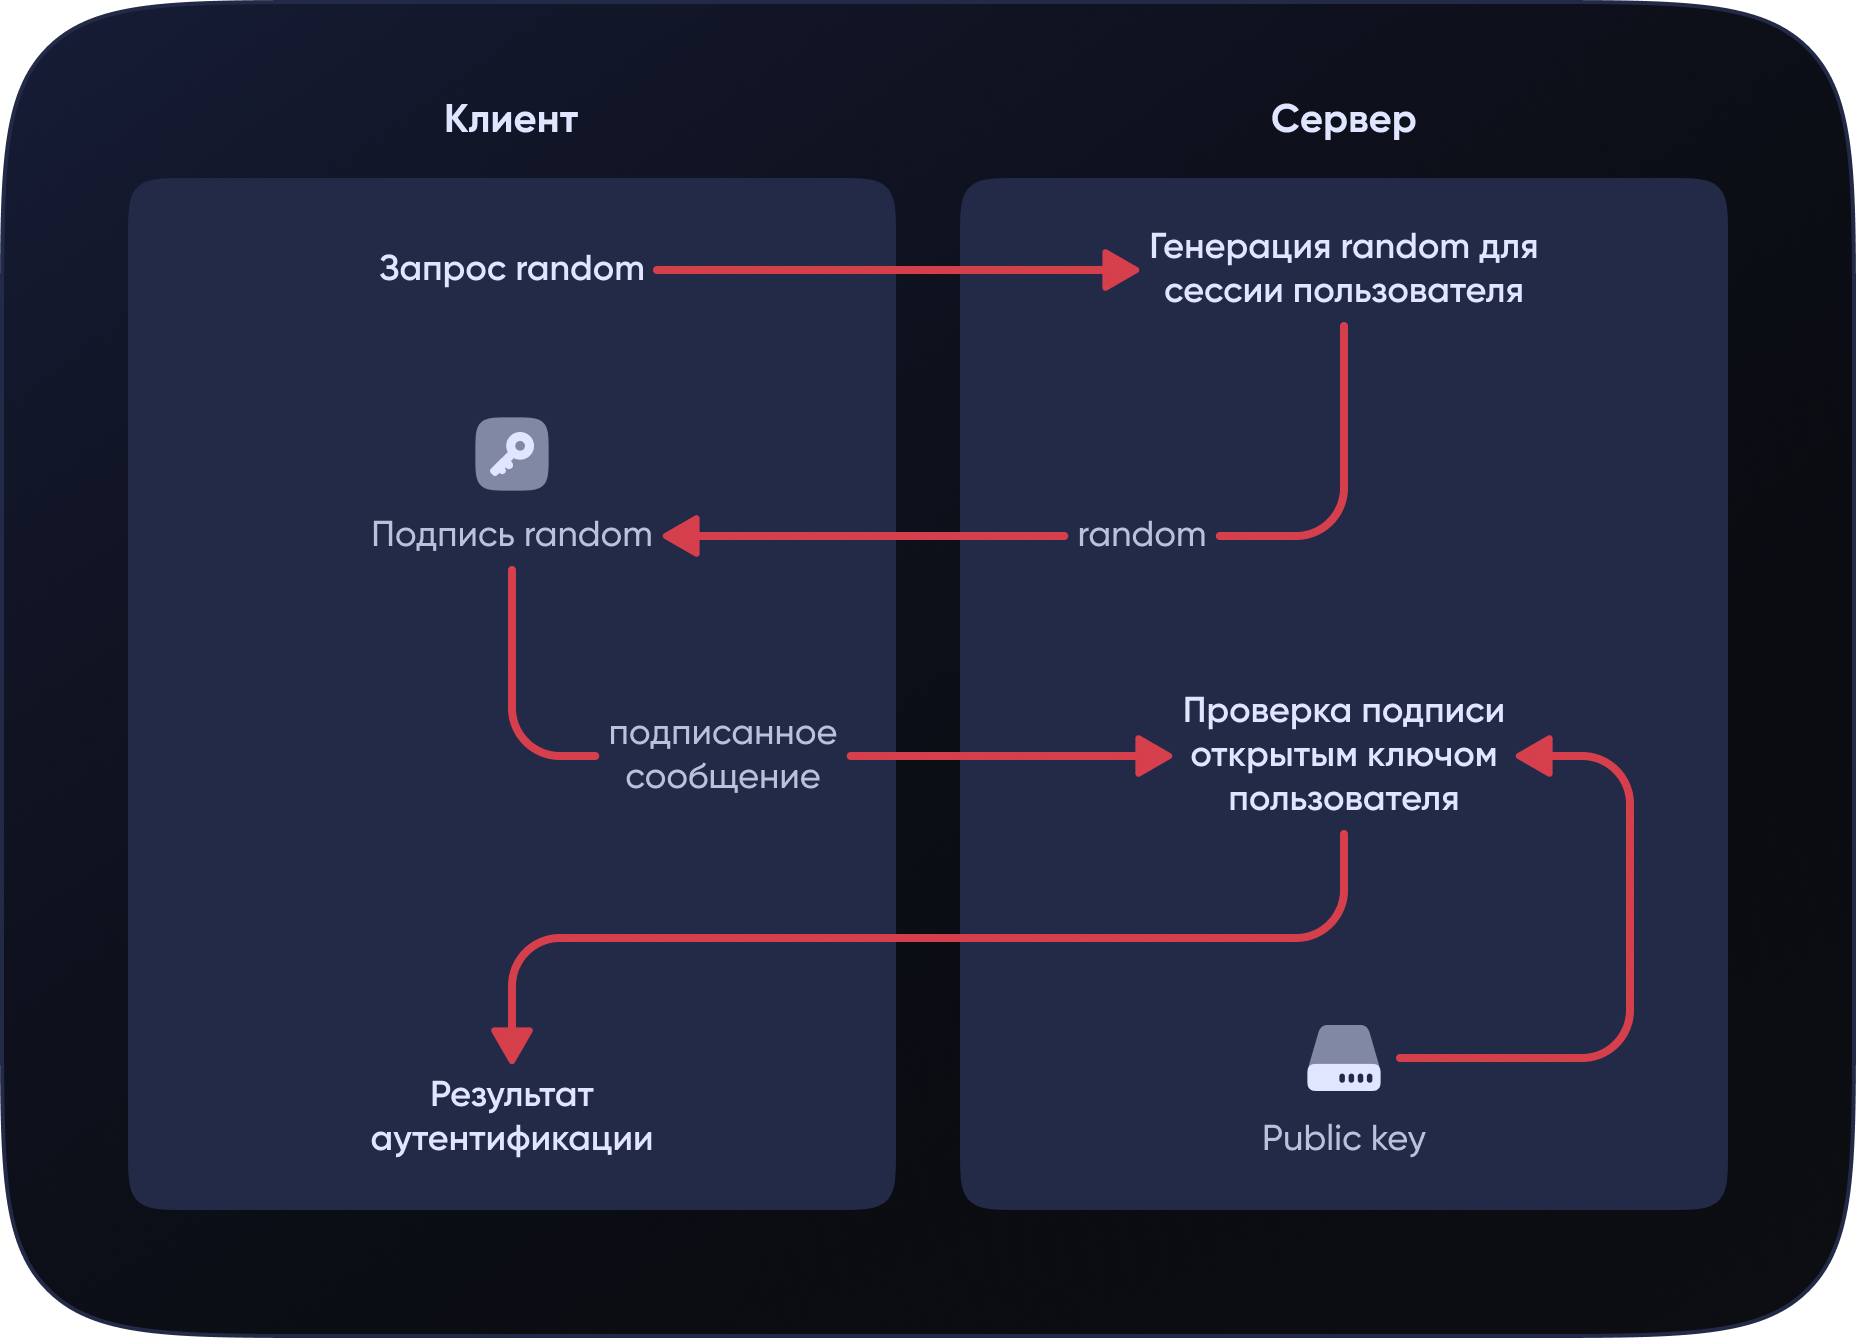 Клиент
Сервер
Запрос random
Генерация random для
сессии пользователя
Подпись random
random
подписанное
сообщение
Проверка подписи
открытым ключом
пользователя
Результат
аутентификации
Public key